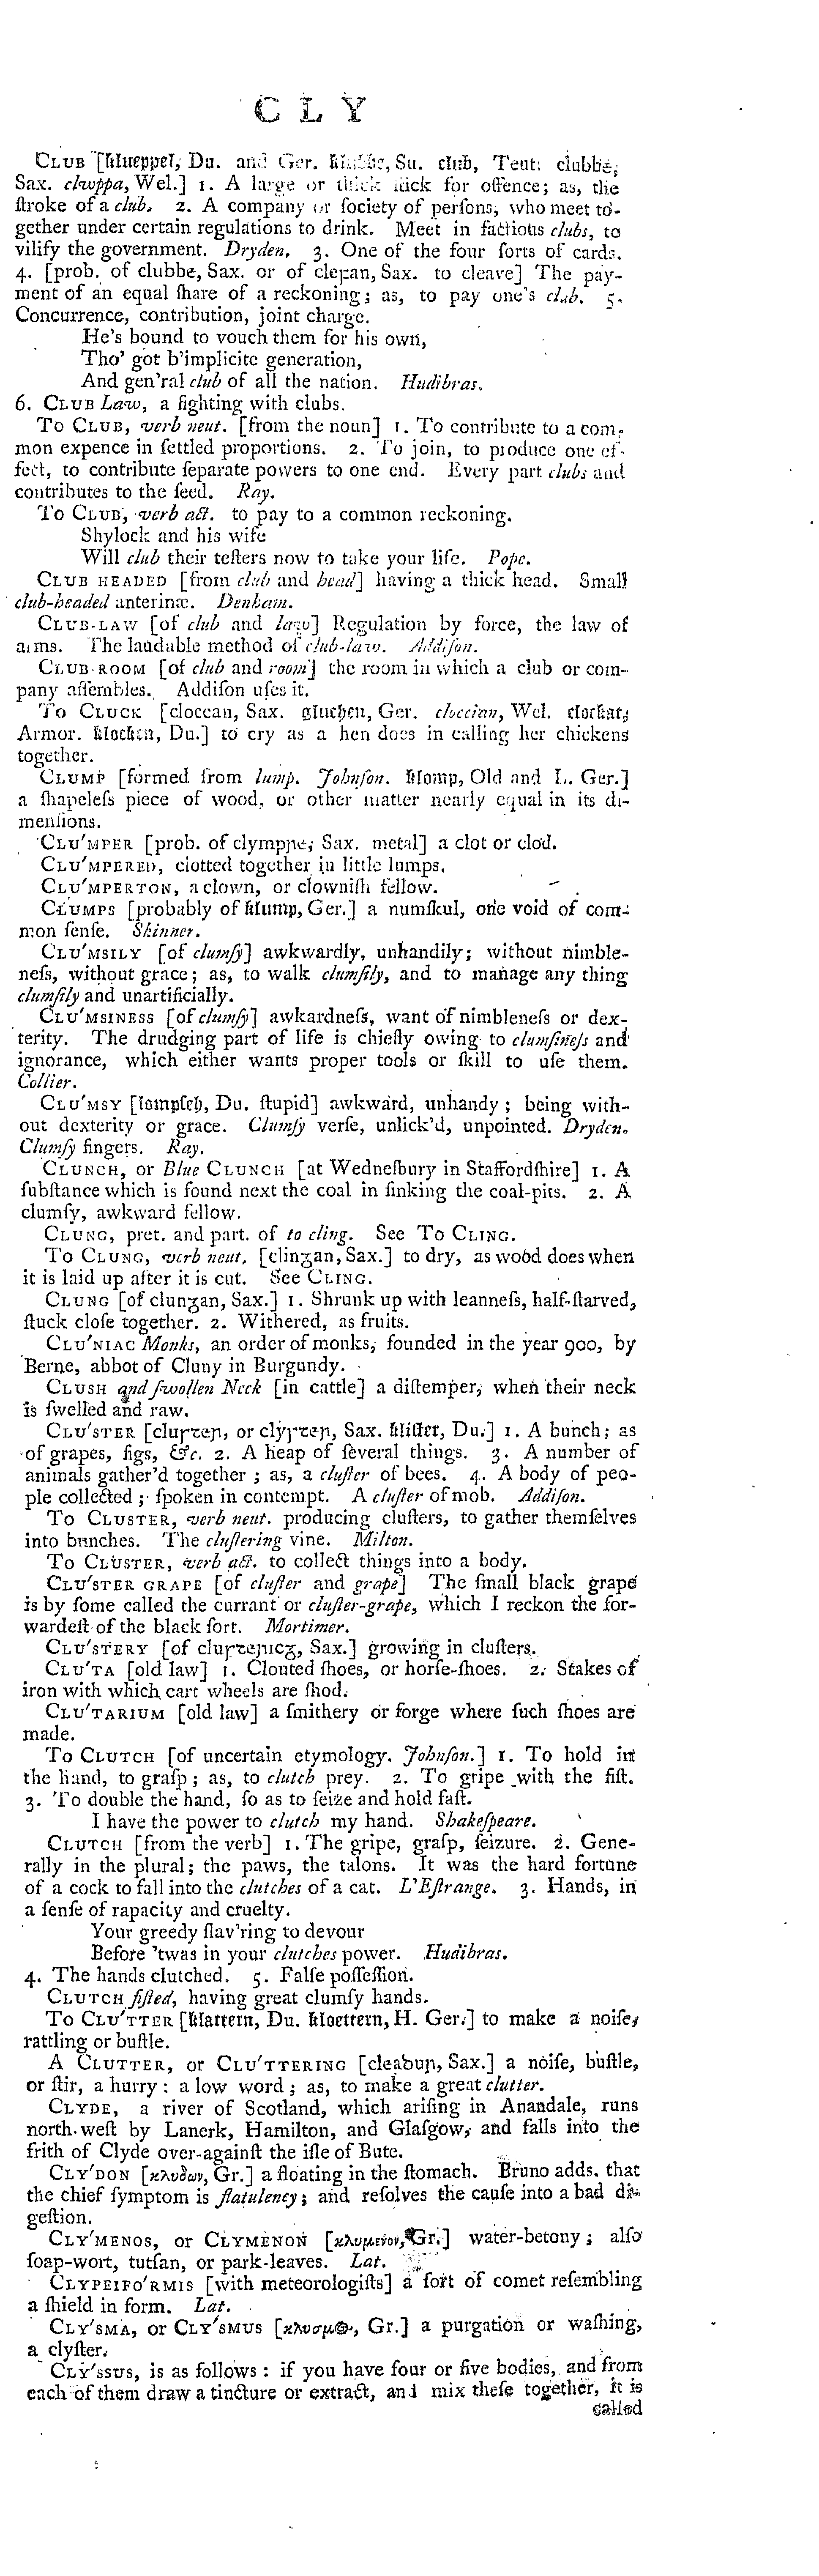 C L Y
CLUB [klueppel, Du. and Ger. Su. club, Teut. clubbe,
Sax. clwppa, Wel.] 1. A large or thick stick for offence; as, the
ſtroke of a club. 2. A company or ſociety of perſons, who meet to-
gether under certain regulations to drink. Meet in factious clubs, to
vilify the government. Dryden. 3. One of the four ſorts of cards.
4. [prob. of clubbe, Sax. or of cleoꝼan, Sax. to cleave] The pay-
ment of an equal ſhare of a reckoning; as, to pay one's club. 5.
Concurrence, contribution, joint charge.
He's bound to vouch them for his own,
Tho' got b'implicite generation,
And gen'ral club of all the nation. Hudibras.
6. CLUB Law, a fighting with clubs.
To CLUB, verb neut. [from the noun] 1. To contribute to a com-
mon expence in ſettled proportions. 2. To join, to produce one ef-
fect, to contribute ſeparate powers to one end. Every part clubs and
contributes to the ſeed. Ray.
To CLUB, verb act. to pay to a common reckoning.
Shylock and his wife
Will club their teſters now to take your life. Pope.
CLUB HEADED [from club and head] having a thick head. Small
club-headed anterinæ. Denham.
CLUB-LAW [of club and law] Regulation by force, the law of
arms. The laudable method of club-law. Addiſon.
CLUB-ROOM [of club and room] the room in which a club or com-
pany aſſembles. Addiſon uſes it.
To CLUCK [cloccan, Sax. gluchen, Ger. cloccian, Wel. clochat,
Armor. klocken, Du.] to cry as a hen does in calling her chickens
together.
CLUMP [formed from lump. Johnſon. klomp, Old and L. Ger.]
a ſhapeleſs piece of wood, or other matter nearly equal in its di-
menſions.
CLU'MPER [prob. of clympꞃe, Sax. metal] a clot or clod.
CLU'MPERED, clotted together in little lumps.
CLU'MPERTON, a clown, or clowniſh fellow.
CLUMPS [probably of klump, Ger.] a numſkul, one void of com-
mon ſenſe. Skinner.
CLU'MSILY [of clumſy] awkwardly, unhandily; without nimble-
neſs, without grace; as, to walk clumſily, and to manage any thing
clumſily and unartificially.
CLU'MSINESS [of clumſy] awkardneſs, want of nimbleneſs or dex-
terity. The drudging part of life is chiefly owing to clumſineſs and
ignorance, which either wants proper tools or ſkill to uſe them.
Collier.
CLU'MSY [lompſch, Du. ſtupid] awkward, unhandy; being with-
out dexterity or grace. Clumſy verſe, unlick'd, unpointed. Dryden.
Clumſy fingers. Ray.
CLUNCH, or Blue CLUNCH [at Wedneſbury in Staffordſhire] 1. A
ſubſtance which is found next the coal in ſinking the coal-pits. 2. A
clumſy, awkward fellow.
CLUNG, pret. and part. of to cling. See To CLING.
To CLUNG, verb neut. [clinᵹan, Sax.] to dry, as wood does when
it is laid up after it is cut. See CLING.
CLUNG [of clunᵹan, Sax.] 1. Shrunk up with leanneſs, half-ſtarved,
ſtuck cloſe together. 2. Withered, as fruits.
CLU'NIAC Monks, an order of monks, founded in the year 900, by
Berne, abbot of Cluny in Burgundy.
CLUSH and ſwollen Neck [in cattle] a diſtemper, when their neck
is ſwelled and raw.
CLU'STER [cluꞅꞇeꞃ, or clyꞅꞇeꞃ, Sax. kliſter, Du.] 1. A bunch; as
of grapes, figs, &c. 2. A heap of ſeveral things. 3. A number of
animals gather'd together; as, a cluſter of bees. 4. A body of peo-
ple collected; ſpoken in contempt. A cluſter of mob. Addiſon.
To CLUSTER, verb neut. producing cluſters, to gather themſelves
into bunches. The cluſtering vine. Milton.
To CLUSTER, verb act. to collect things into a body.
CLU'STER GRAPE [of cluſter and grape] The ſmall black grape
is by ſome called the currant or cluſter-grape, which I reckon the for-
wardeſt of the black ſort. Mortimer.
CLU'STERY [of cluꞅꞇeꞃicᵹ, Sax.] growing in cluſters.
CLU'TA [old law] 1. Clouted ſhoes, or horſe-ſhoes. 2. Stakes of
iron with which cart wheels are ſhod.
CLU'TARIUM [old law] a ſmithery or forge where ſuch ſhoes are
made.
To CLUTCH [of uncertain etymology. Johnſon.] 1. To hold in
the hand, to graſp; as, to clutch prey. 2. To gripe with the fiſt.
3. To double the hand, ſo as to ſeize and hold faſt.
I have the power to clutch my hand. Shakeſpeare.
CLUTCH [from the verb] 1. The gripe, graſp, ſeizure. 2. Gene-
rally in the plural; the paws, the talons. It was the hard fortune
of a cock to fall into the clutches of a cat. L'Eſtrange. 3. Hands, in
a ſenſe of rapacity and cruelty.
Your greedy ſlav'ring to devour
Before 'twas in your clutches power. Hudibras.
4. The hands clutched. 5. Falſe poſſeſſion.
CLUTCH fiſted, having great clumſy hands.
To CLU'TTER [klattern, Du. kloettern, H. Ger.] to make a noiſe,
rattling or buſtle.
A CLUTTER, or CLU'TTERING [cleaðuꞃ, Sax.] a noiſe, buſtle,
or ſtir, a hurry: a low word; as, to make a great clutter.
CLYDE, a river of Scotland, which ariſing in Anandale, runs
north-weſt by Lanerk, Hamilton, and Glaſgow, and falls into the
frith of Clyde over-againſt the iſle of Bute.
CLY'DON [κλυδων, Gr.] a floating in the ſtomach. Bruno adds. that
the chief ſymptom is flatulency; and reſolves the cauſe into a bad di-
geſtion.
CLY'MENOS, or CLYMENON [κλυμενον, Gr.] water-betony; alſo
ſoap-wort, tutſan, or park-leaves. Lat.
CLYPEIFO'RMIS [with meteorologiſts] a ſort of comet reſembling
a ſhield in form. Lat.
CLY'SMA, or CLY'SMUS [κλυσμος, Gr.] a purgation or waſhing,
a clyſter.
CLY'SSUS, is as follows: if you have four or five bodies, and from
each of them draw a tincture or extract, and mix theſe together, it is
called